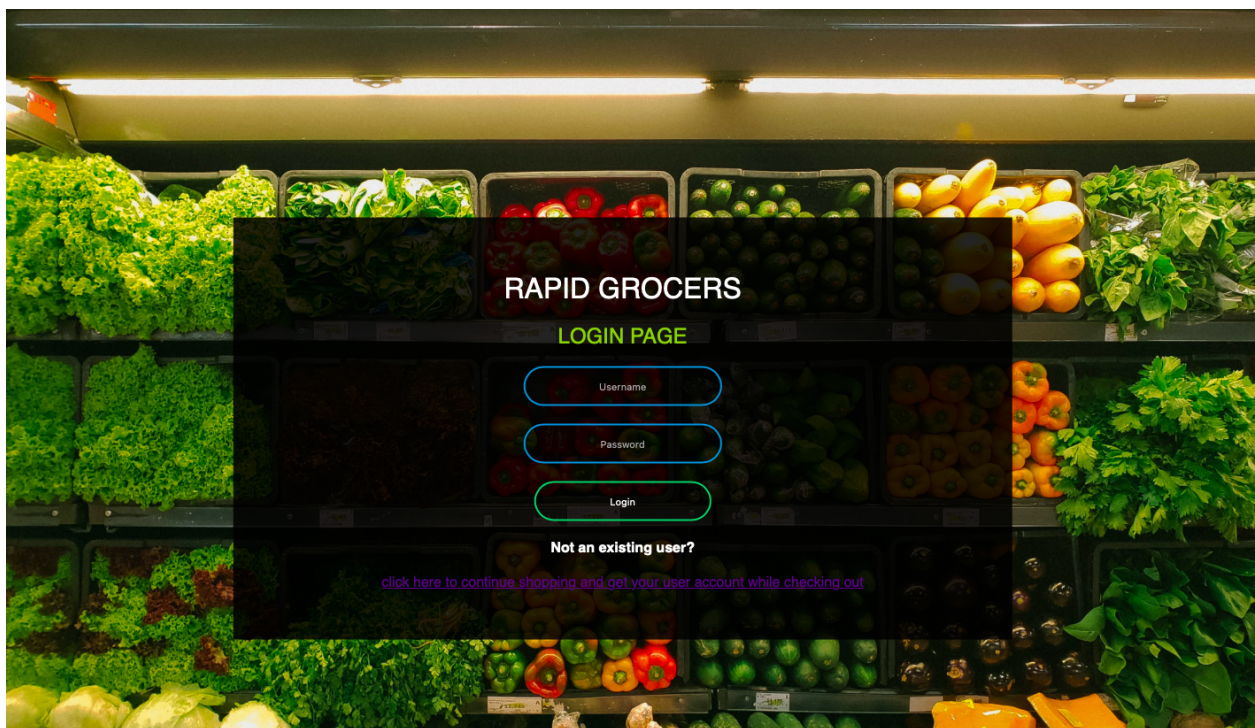 RAPID GROCERS
LOGIN PAGE
Username
Password
Login
Not an existing user?
click here to continue shopping and get your user account while checking out